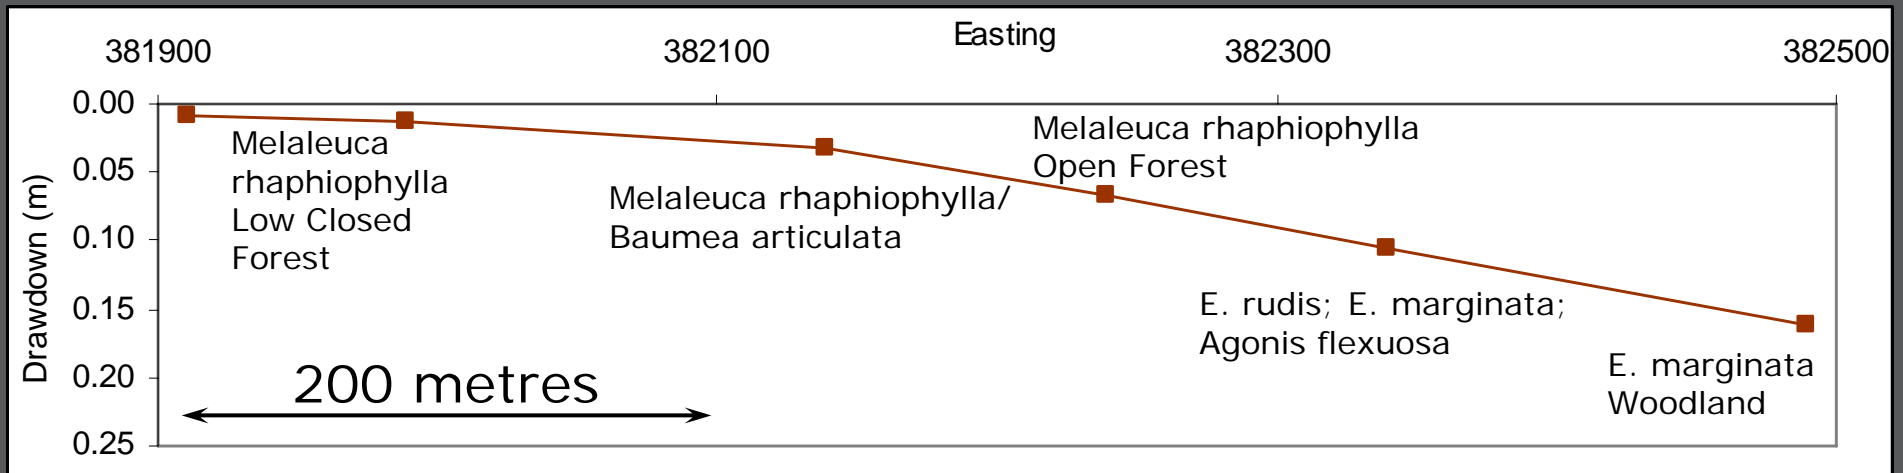 Easting
381900 382100 382300 382500
0.00
0.05
0.10
0.15
0.20
0.25
Drawdown (m)
Melaleuca
rhaphiophylla
Low Closed
Forest
Melaleuca rhaphiophylla/
Baumea articulata
Melaleuca rhaphiophylla
Open Forest
E. rudis; E. marginata;
Agonis flexuosa
E. marginata
Woodland
200 metres